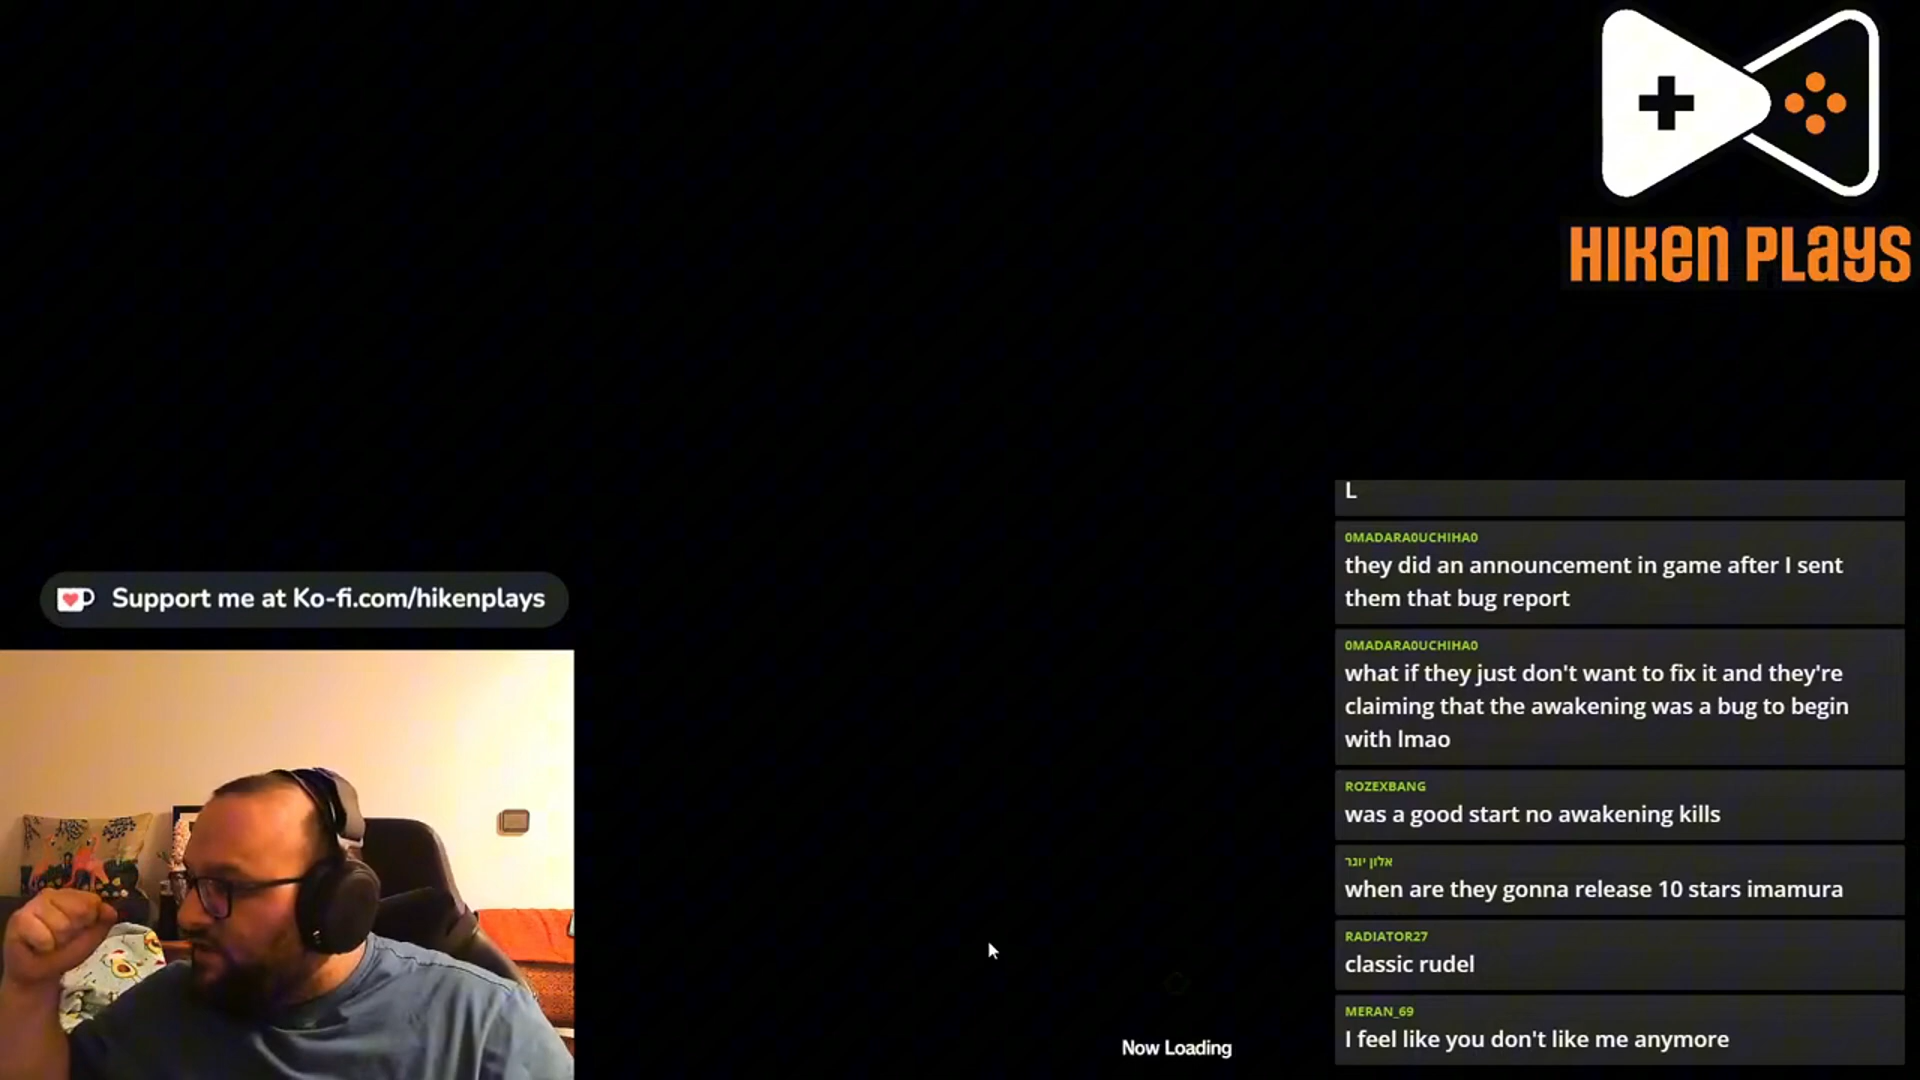 HIKEN PLAYS
Support me at Ko-fi.com/hikenplays
L
0MADARA0UCHIHA0
they did an announcement in game after I sent
them that bug report
0MADARA0UCHIHA0
what if they just don't want to fix it and they're
claiming that the awakening was a bug to begin
with lmao
ROZEXBANG
was a good start no awakening kills
אלון יונר
when are they gonna release 10 stars imamura
RADIATOR27
classic rudel
MERAN_69
I feel like you don't like me anymore
Now Loading